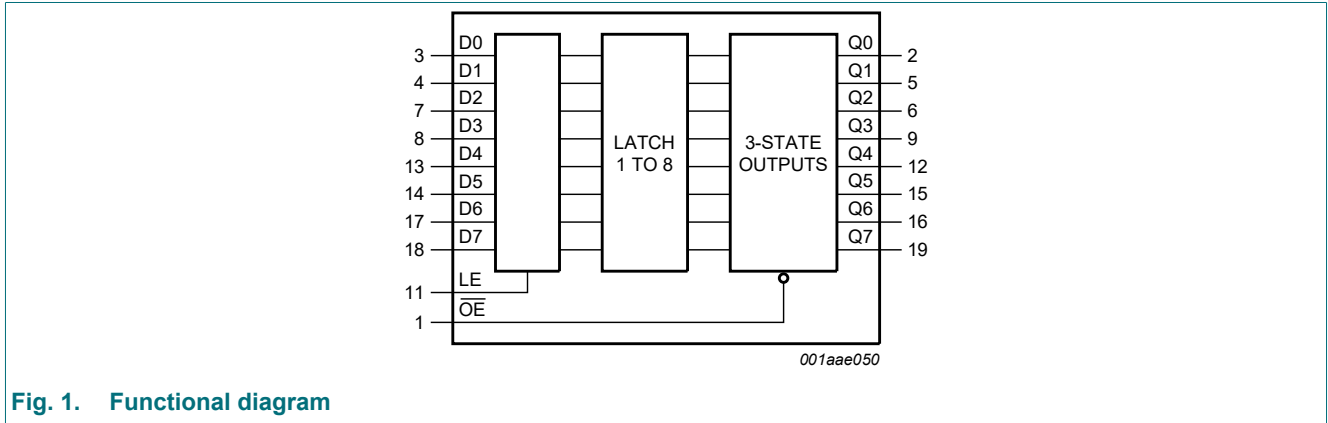 D0
3
Q0
2
D1
4
Q1
5
D2
7
Q2
6
D3
8
Q3
9
D4
13
LATCH
1 TO 8
3-STATE
OUTPUTS
Q4
12
D5
14
Q5
15
D6
17
Q6
16
D7
18
Q7
19
LE
11
OE
1
001aae050
Fig. 1. Functional diagram